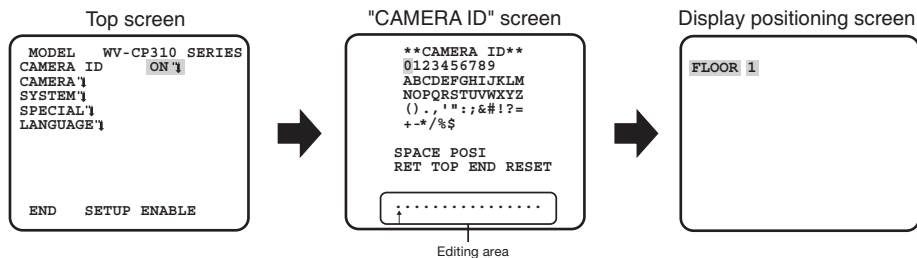 Top screen
MODEL WV-CP310 SERIES
CAMERA ID ON
CAMERA
SYSTEM
SPECIAL
LANGUAGE
END SETUP ENABLE
"CAMERA ID" screen
**CAMERA ID**
0123456789
ABCDEFGHIJKLM
NOPQRSTUVWXYZ
().,'":;&#!?=
+-*/%$
SPACE POSI
RET TOP END RESET
................
Editing area
Display positioning screen
FLOOR 1